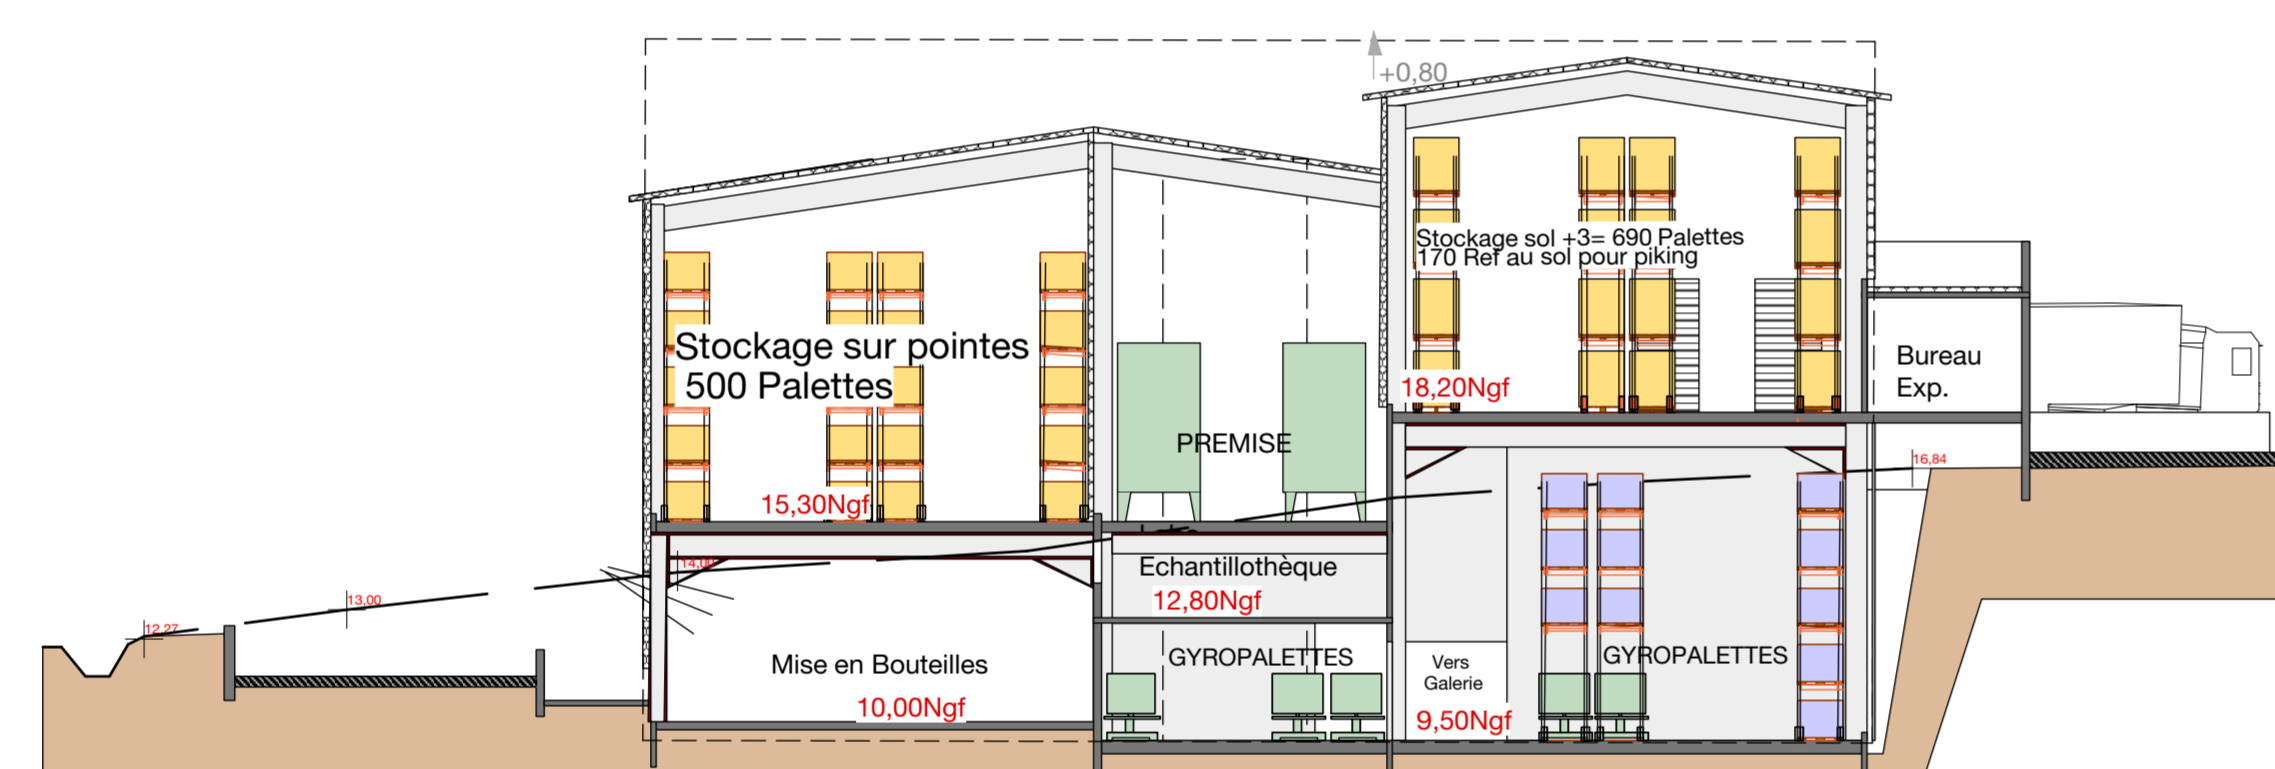 +0,80
Stockage sol +3= 690 Palettes
170 Ref au sol pour piking
Stockage sur pointes
500 Palettes
Bureau
Exp.
18,20Ngf
PREMISE
16,84
15,30Ngf
14,00
Echantillothèque
12,80Ngf
13,00
12,27
Mise en Bouteilles
10,00Ngf
GYROPALETTES
Vers
Galerie
9,50Ngf
GYROPALETTES